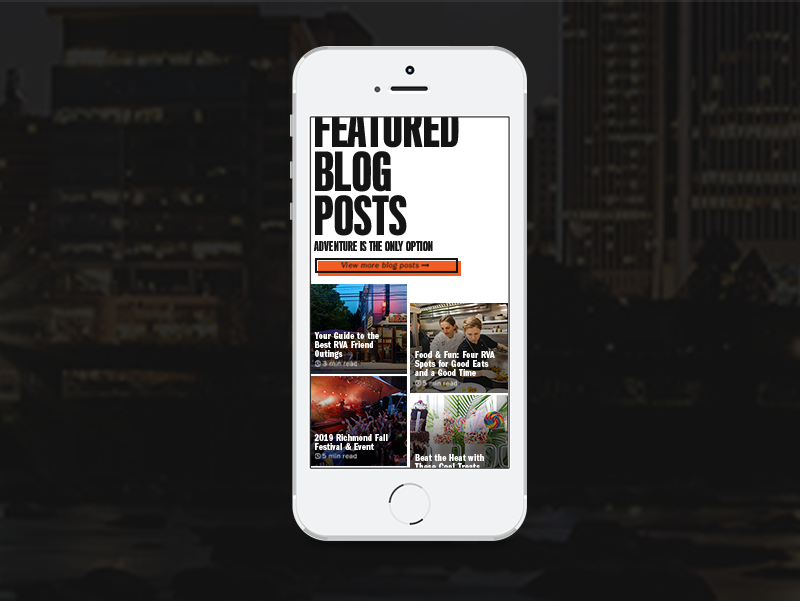 FEATURED
BLOG
POSTS
ADVENTURE IS THE ONLY OPTION
View more blog posts →
Your Guide to the
Best RVA Friend
Outings
3 min read
Food & Fun: Four RVA
Spots for Good Eats
and a Good Time
5 min read
2019 Richmond Fall
Festival & Event
5 min read
Beat the Heat with
These Cool Treats